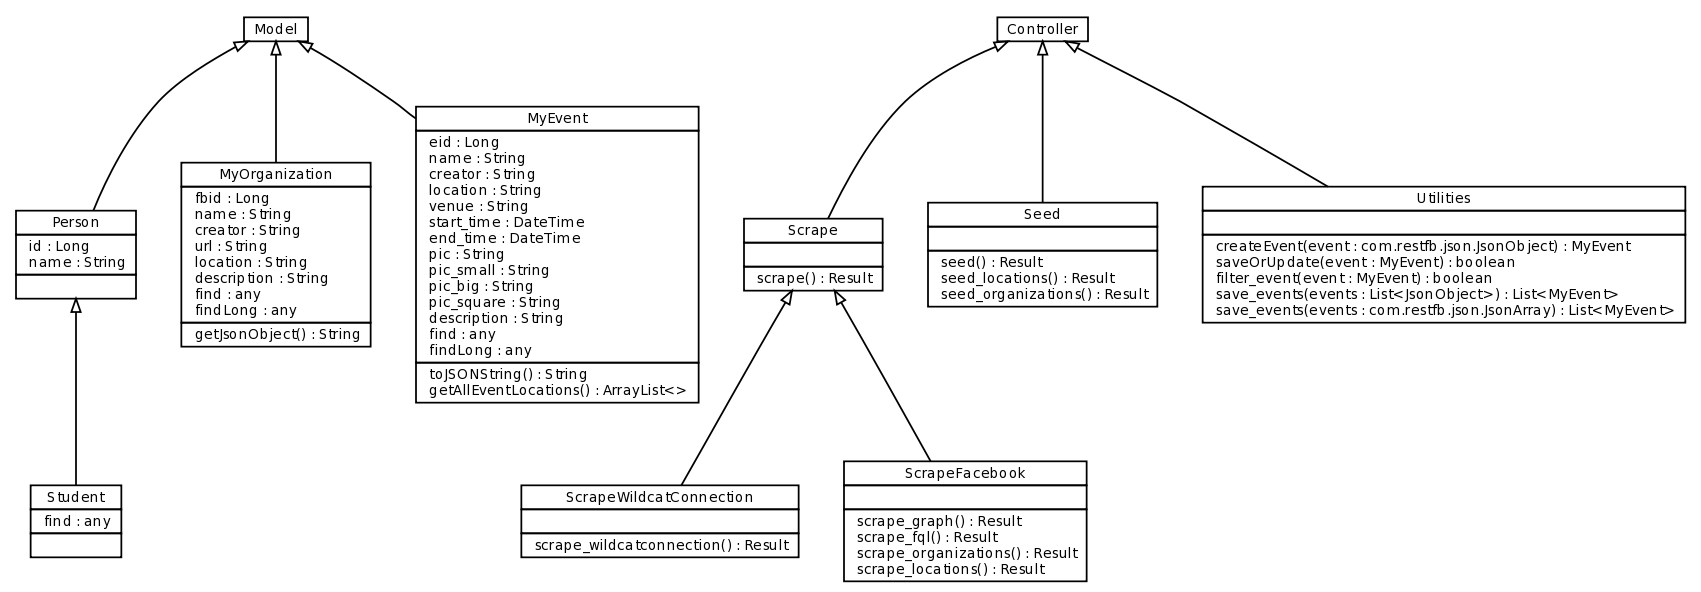 Model
Controller
MyEvent
eid : Long
name : String
creator : String
location : String
venue : String
start_time : DateTime
end_time : DateTime
pic : String
pic_small : String
pic_big : String
pic_square : String
description : String
find : any
findLong : any
toJSONString() : String
getAllEventLocations() : ArrayList<>
MyOrganization
fbid : Long
name : String
creator : String
url : String
location : String
description : String
find : any
findLong : any
getJsonObject() : String
Person
id : Long
name : String
Scrape
scrape() : Result
Seed
seed() : Result
seed_locations() : Result
seed_organizations() : Result
Utilities
createEvent(event : com.restfb.json.JsonObject) : MyEvent
saveOrUpdate(event : MyEvent) : boolean
filter_event(event : MyEvent) : boolean
save_events(events : List<JsonObject>) : List<MyEvent>
save_events(events : com.restfb.json.JsonArray) : List<MyEvent>
Student
find : any
ScrapeWildcatConnection
scrape_wildcatconnection() : Result
ScrapeFacebook
scrape_graph() : Result
scrape_fql() : Result
scrape_organizations() : Result
scrape_locations() : Result